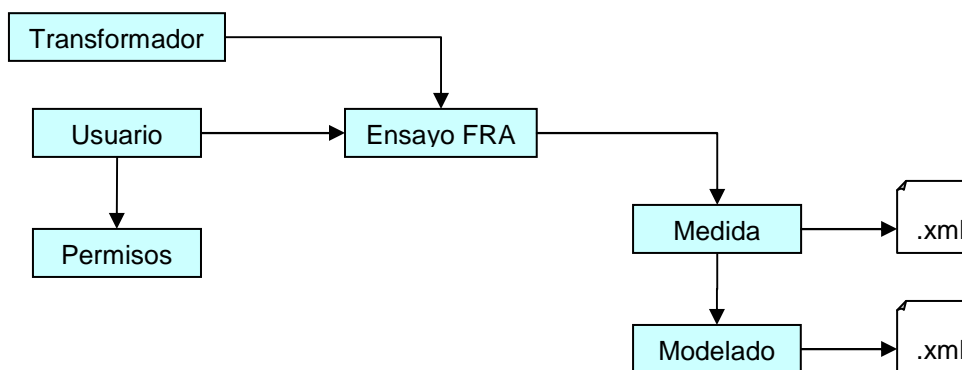 Transformador
Usuario
Ensayo FRA
Permisos
Medida
.xml
Modelado
.xml